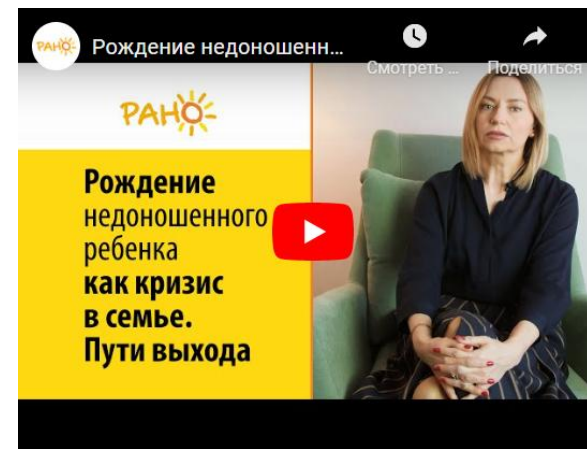 РАНО
Рождение недоношенн...
Смотреть ...
Поделиться
РАНО
Рождение
недоношенного
ребенка
как кризис
в семье.
Пути выхода